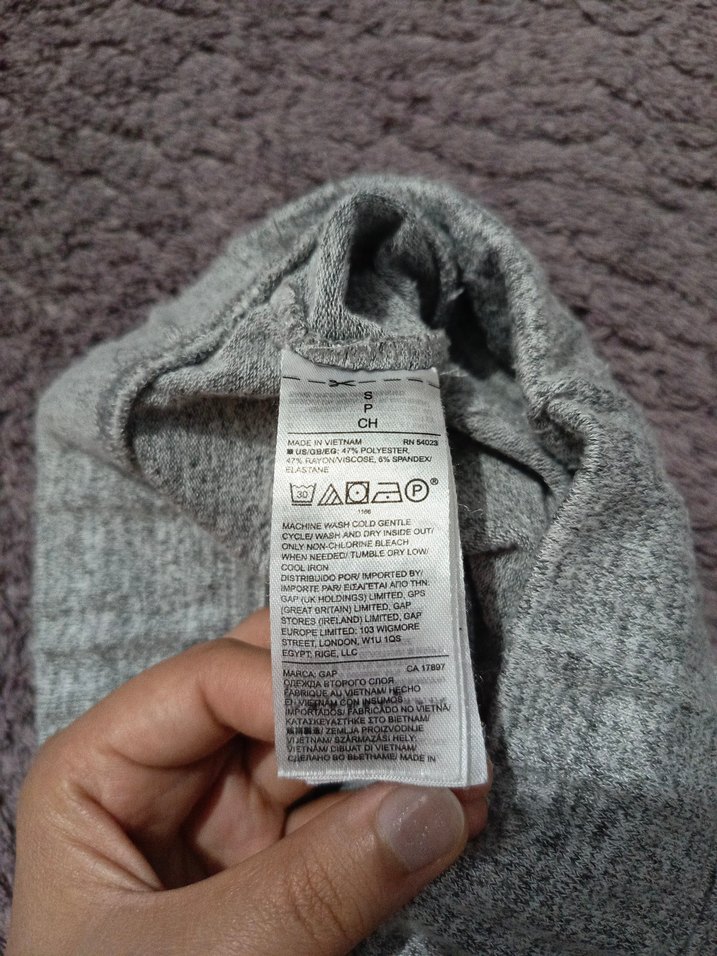 S
P
CH
MADE IN VIETNAM RN 54023
US/GB/EG: 47% POLYESTER,
47% RAYON/VISCOSE, 6% SPANDEX/
ELASTANE
30 P ®
1166
MACHINE WASH COLD GENTLE
CYCLE/ WASH AND DRY INSIDE OUT/
ONLY NON-CHLORINE BLEACH
WHEN NEEDED/ TUMBLE DRY LOW/
COOL IRON
DISTRIBUÍDO POR/ IMPORTED BY/
IMPORTE PAR/ ΕΙΣΑΓΕΤΑΙ ΑΠΟ ΤΗΝ:
GAP (UK HOLDINGS) LIMITED, GPS
(GREAT BRITAIN) LIMITED, GAP
STORES (IRELAND) LIMITED, GAP
EUROPE LIMITED: 103 WIGMORE
STREET, LONDON, W1U 1QS
EGYPT: RIGE, LLC
MARCA: GAP CA 17897
ОДЕЖДА ВТОРОГО СЛОЯ
FABRIQUÉ AU VIETNAM/ HECHO
EN VIETNAM CON INSUMOS
IMPORTADOS/ FABRICADO NO VIETNÃ/
ΚΑΤΑΣΚΕΥΑΣΤΗΚΕ ΣΤΟ ΒΙΕΤΝΑΜ/
ZEMLJA PROIZVODNJE
VIJETNAM/ SZÁRMAZÁSI HELY:
VIETNÁM/ DIBUAT DI VIETNAM/
СДЕЛАНО ВО ВЬЕТНАМЕ/ MADE IN